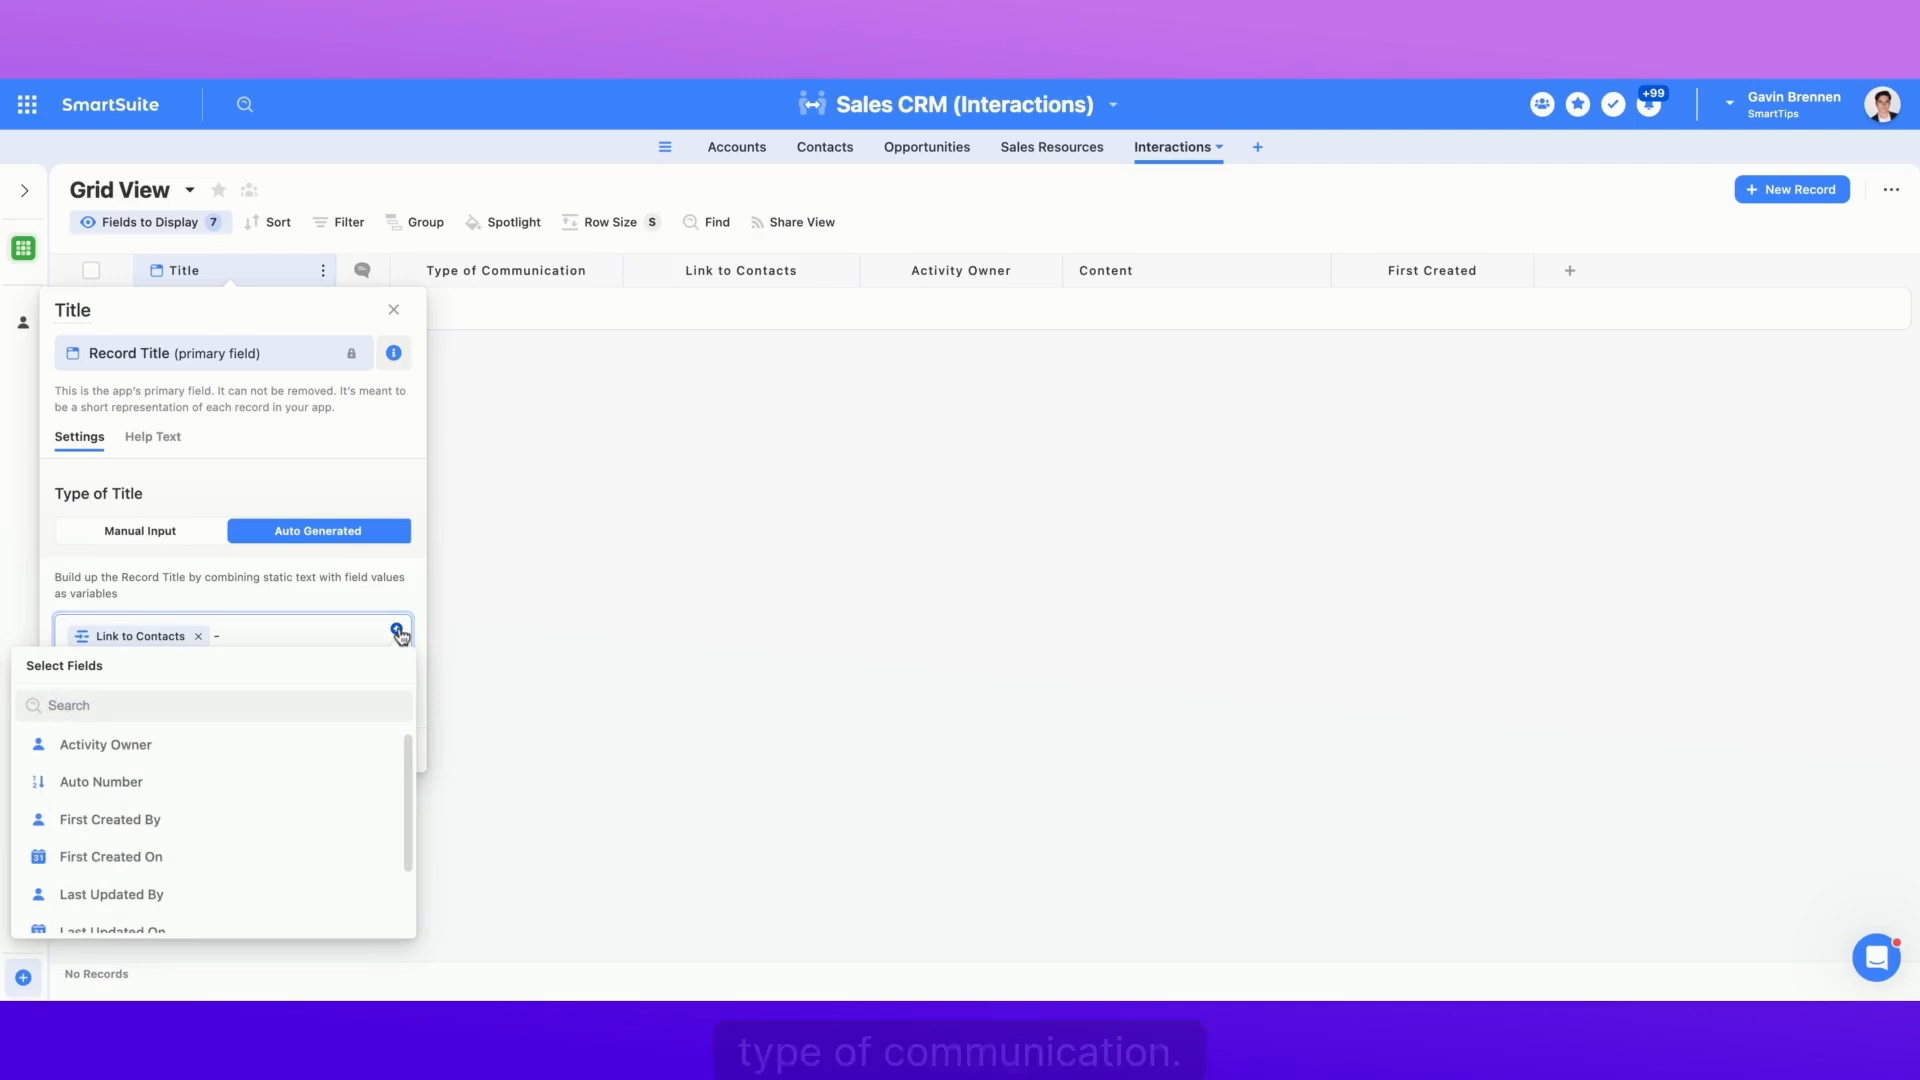 SmartSuite
Sales CRM (Interactions)
+99
Gavin Brennen
SmartTips
Accounts
Contacts
Opportunities
Sales Resources
Interactions
Grid View
+ New Record
Fields to Display 7
Sort
Filter
Group
Spotlight
Row Size S
Find
Share View
Title
Type of Communication
Link to Contacts
Activity Owner
Content
First Created
Title
Record Title (primary field)
This is the app's primary field. It can not be removed. It's meant to
be a short representation of each record in your app.
Settings
Help Text
Type of Title
Manual Input
Auto Generated
Build up the Record Title by combining static text with field values
as variables
Link to Contacts × -
Select Fields
Search
Activity Owner
Auto Number
First Created By
31 First Created On
Last Updated By
Last Updated On
No Records
type of communication.